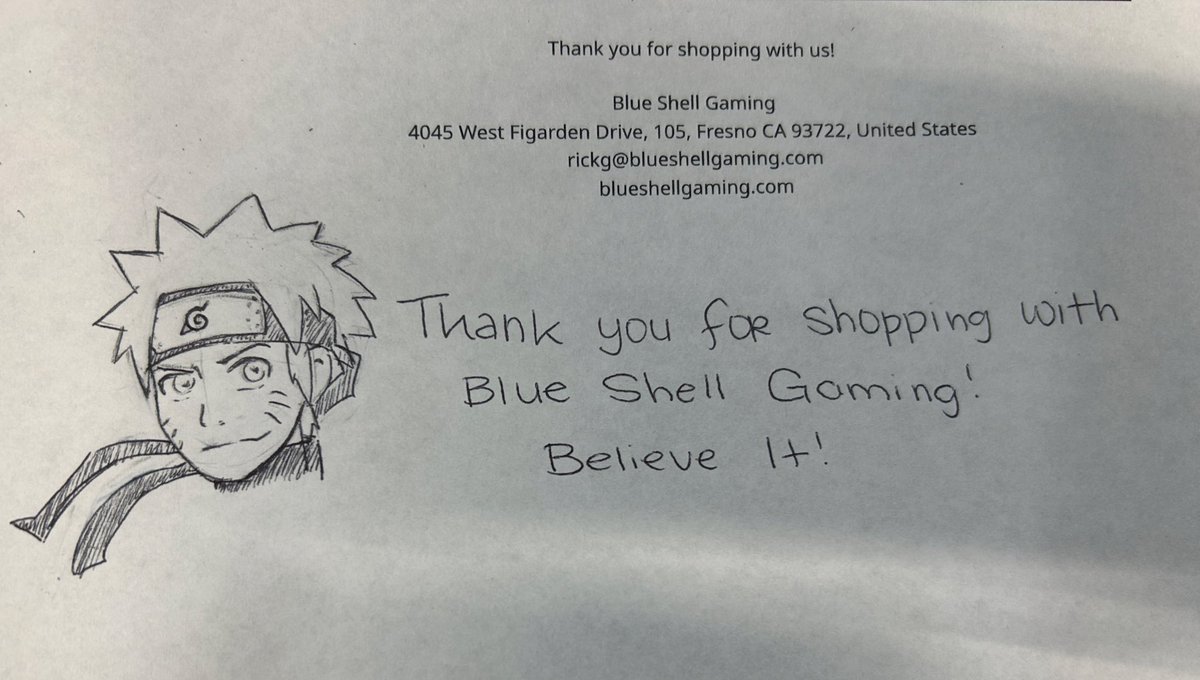 Thank you for shopping with us!
Blue Shell Gaming
4045 West Figarden Drive, 105, Fresno CA 93722, United States
rickg@blueshellgaming.com
blueshellgaming.com
Thank you for shopping with
Blue Shell Gaming!
Believe It!